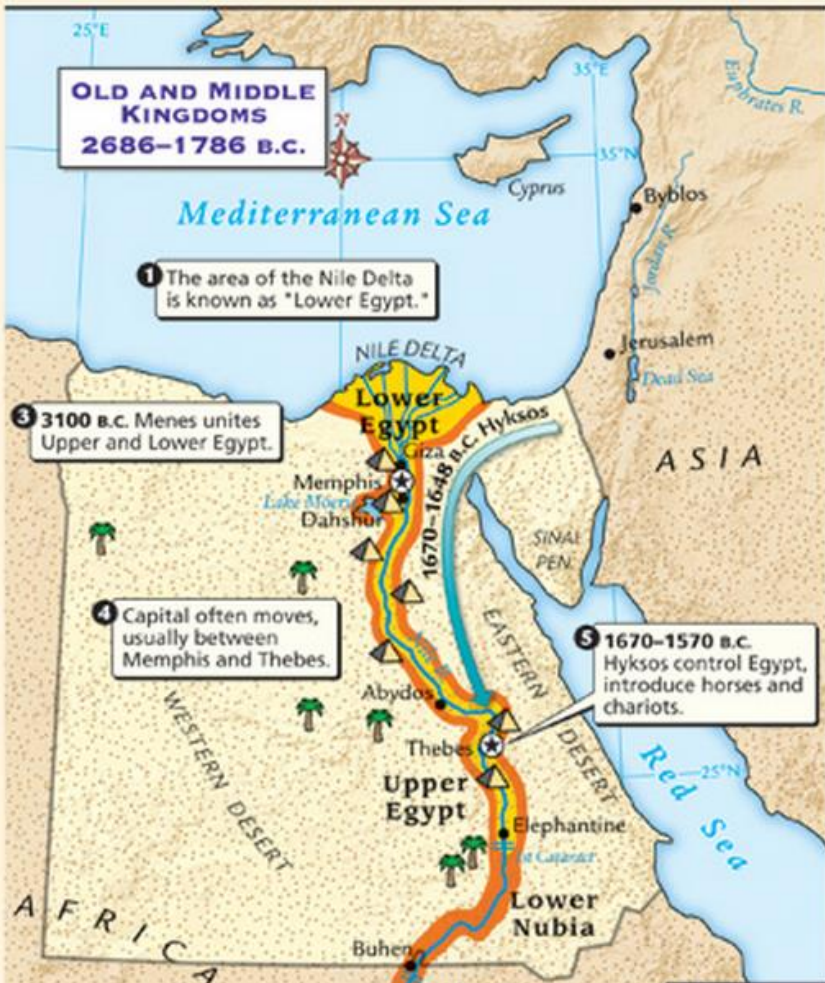 25°E
35°E
Euphrates R.
OLD AND MIDDLE
KINGDOMS
2686–1786 B.C.
N
35°N
Cyprus
Byblos
Mediterranean Sea
Jordan R.
1 The area of the Nile Delta
is known as "Lower Egypt."
Jerusalem
Dead Sea
NILE DELTA
Lower
Egypt
3 3100 B.C. Menes unites
Upper and Lower Egypt.
1670–1648 B.C. Hyksos
ASIA
Giza
Memphis
Lake Moeris
Dahshur
SINAI
PEN.
4 Capital often moves,
usually between
Memphis and Thebes.
EASTERN DESERT
5 1670–1570 B.C.
Hyksos control Egypt,
introduce horses and
chariots.
Abydos
WESTERN DESERT
Thebes
Red Sea
25°N
Upper
Egypt
Elephantine
1st Cataract
Lower
Nubia
AFRICA
Buhen